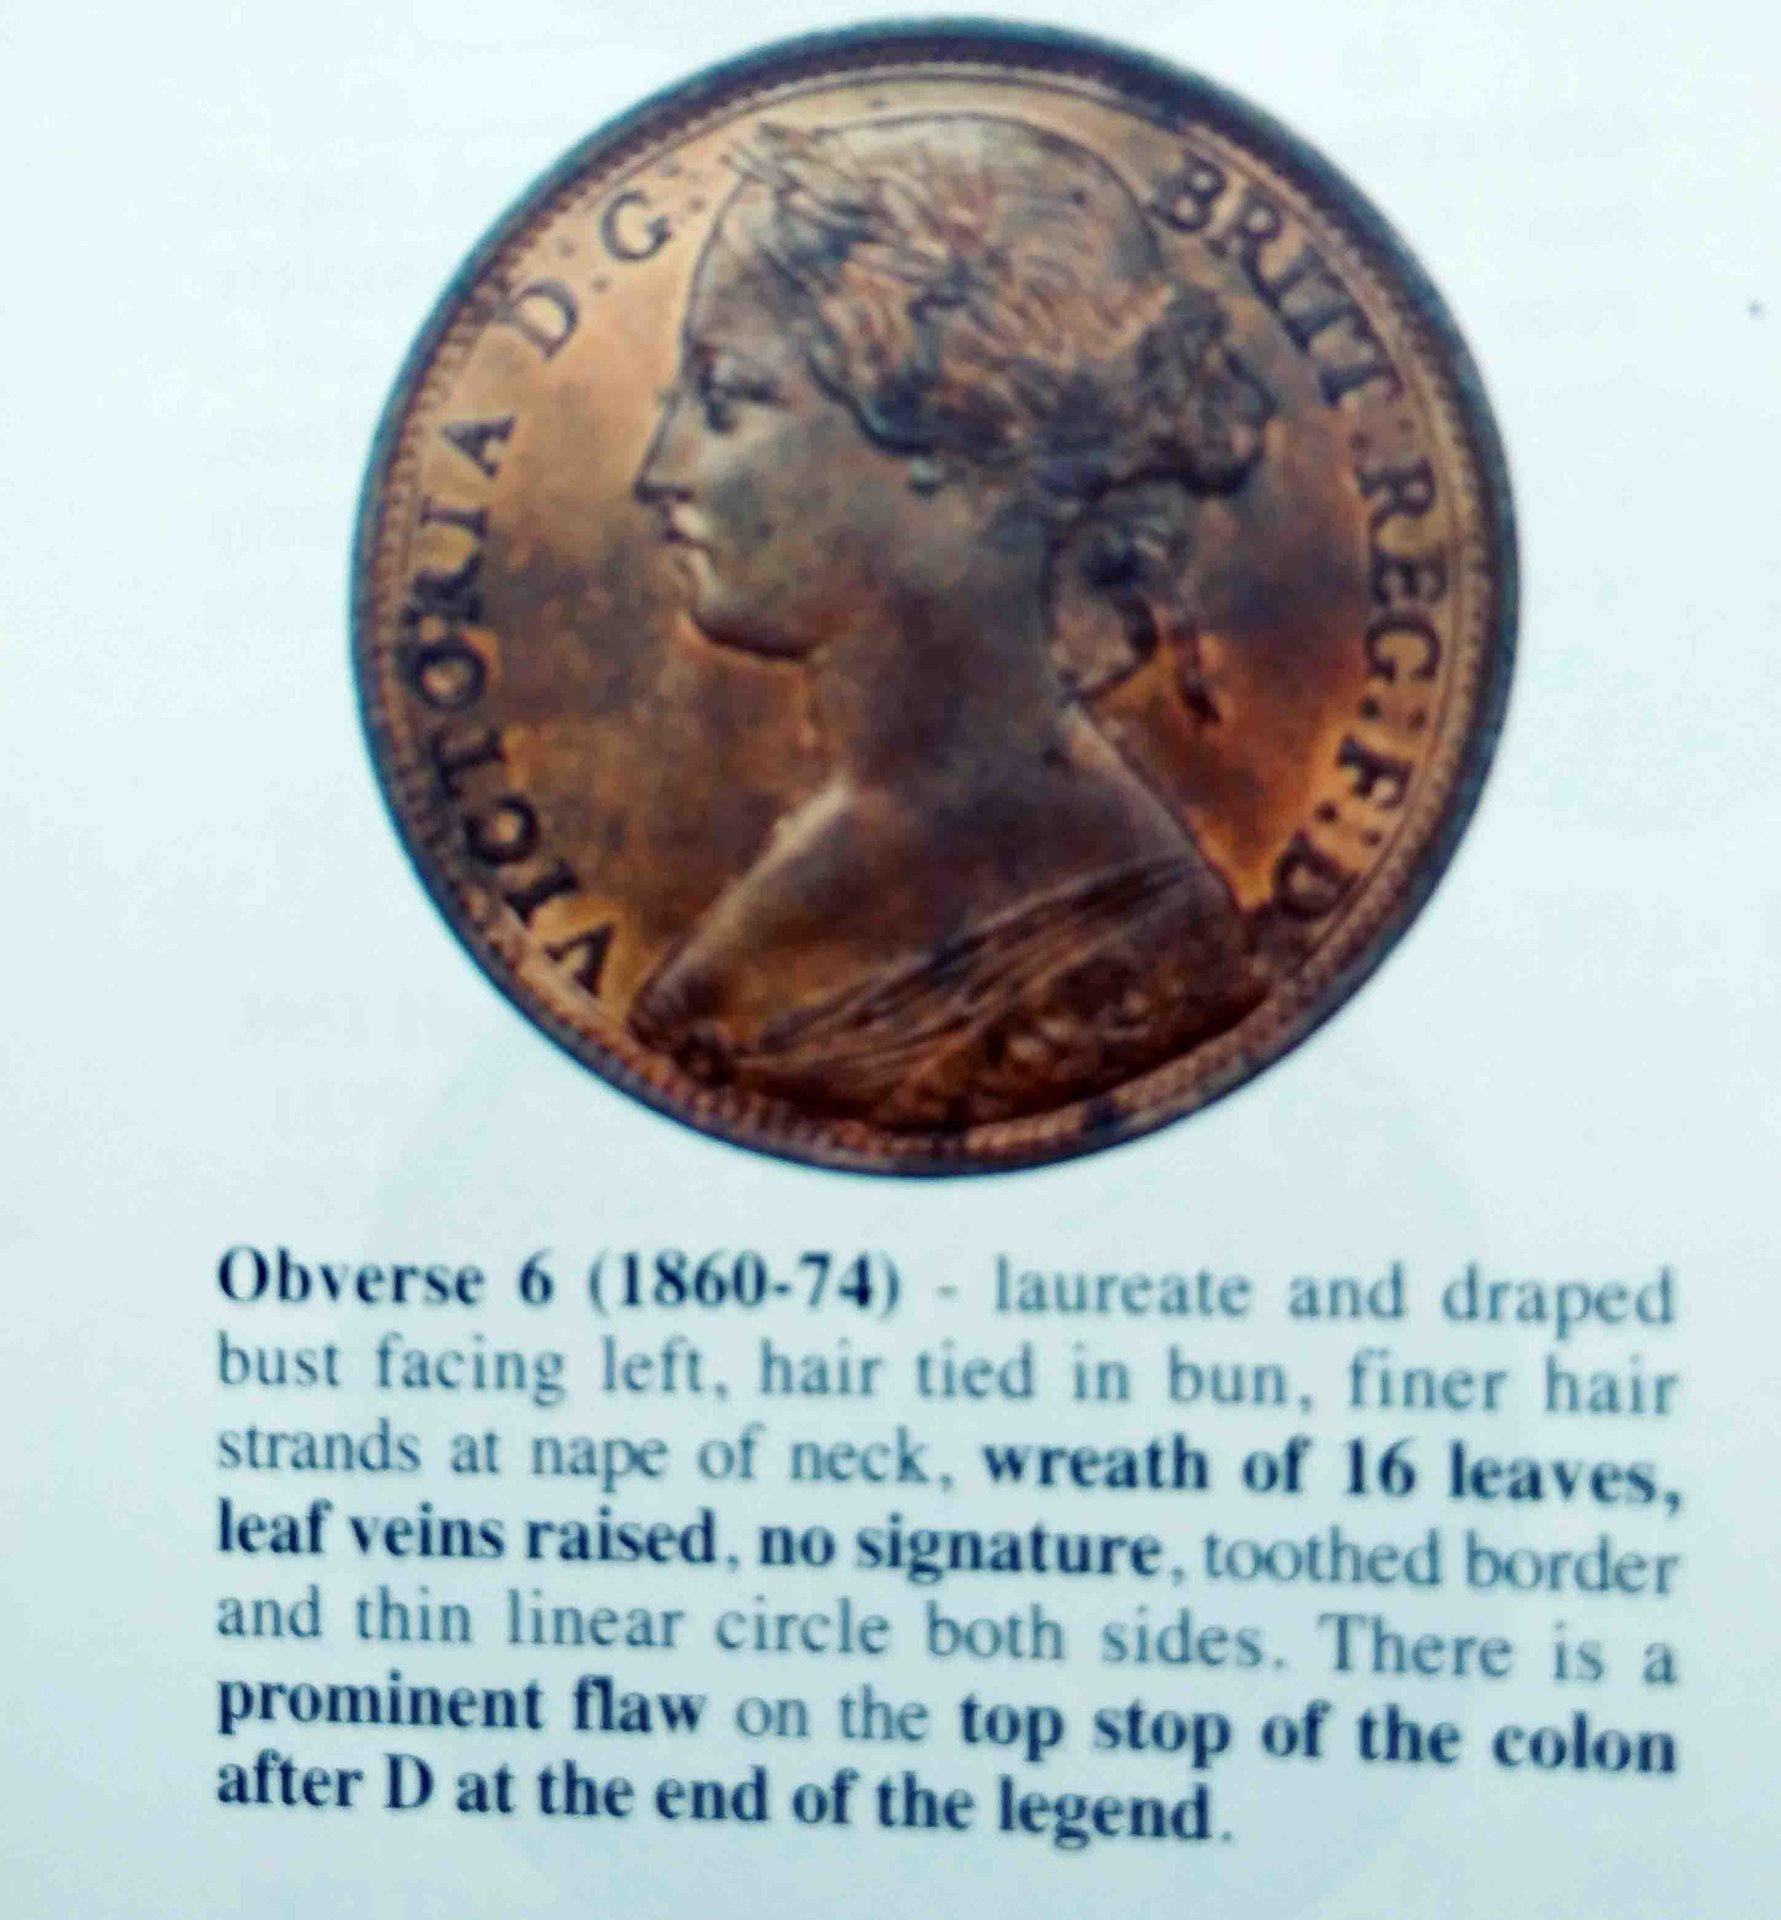 VICTORIA D:G: BRITT:REG:F:D:
Obverse 6 (1860-74) - laureate and draped
bust facing left, hair tied in bun, finer hair
strands at nape of neck, wreath of 16 leaves,
leaf veins raised, no signature, toothed border
and thin linear circle both sides. There is a
prominent flaw on the top stop of the colon
after D at the end of the legend.